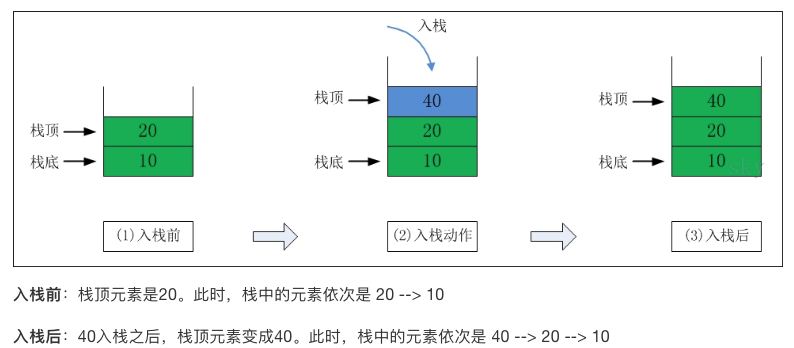 入栈
栈顶 20
栈底 10
栈顶 40
20
栈底 10
栈顶 40
20
栈底 10
(1)入栈前
(2)入栈动作
(3)入栈后
入栈前：栈顶元素是20。此时，栈中的元素依次是 20 --> 10
入栈后：40入栈之后，栈顶元素变成40。此时，栈中的元素依次是 40 --> 20 --> 10